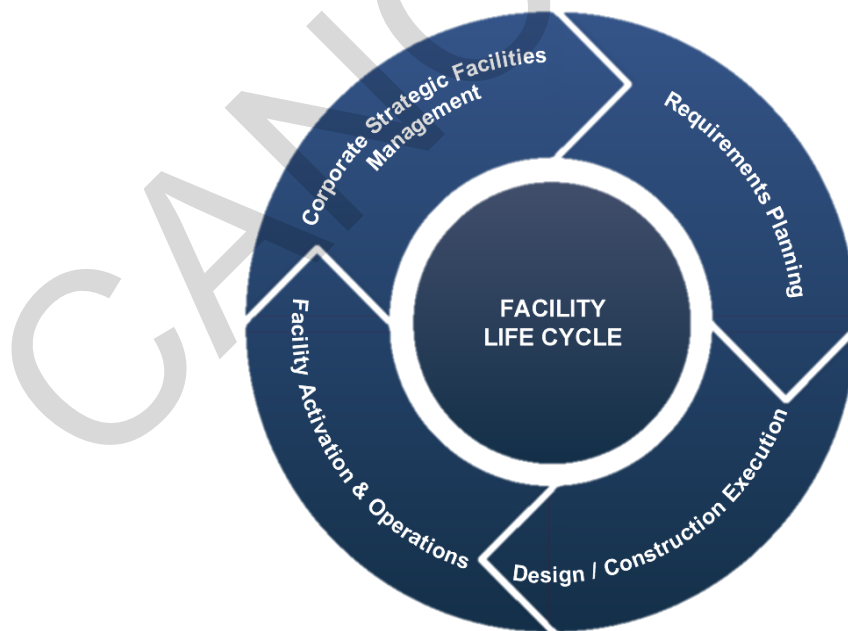 Corporate Strategic Facilities
Management
Requirements Planning
FACILITY
LIFE CYCLE
Facility Activation & Operations
Design / Construction Execution